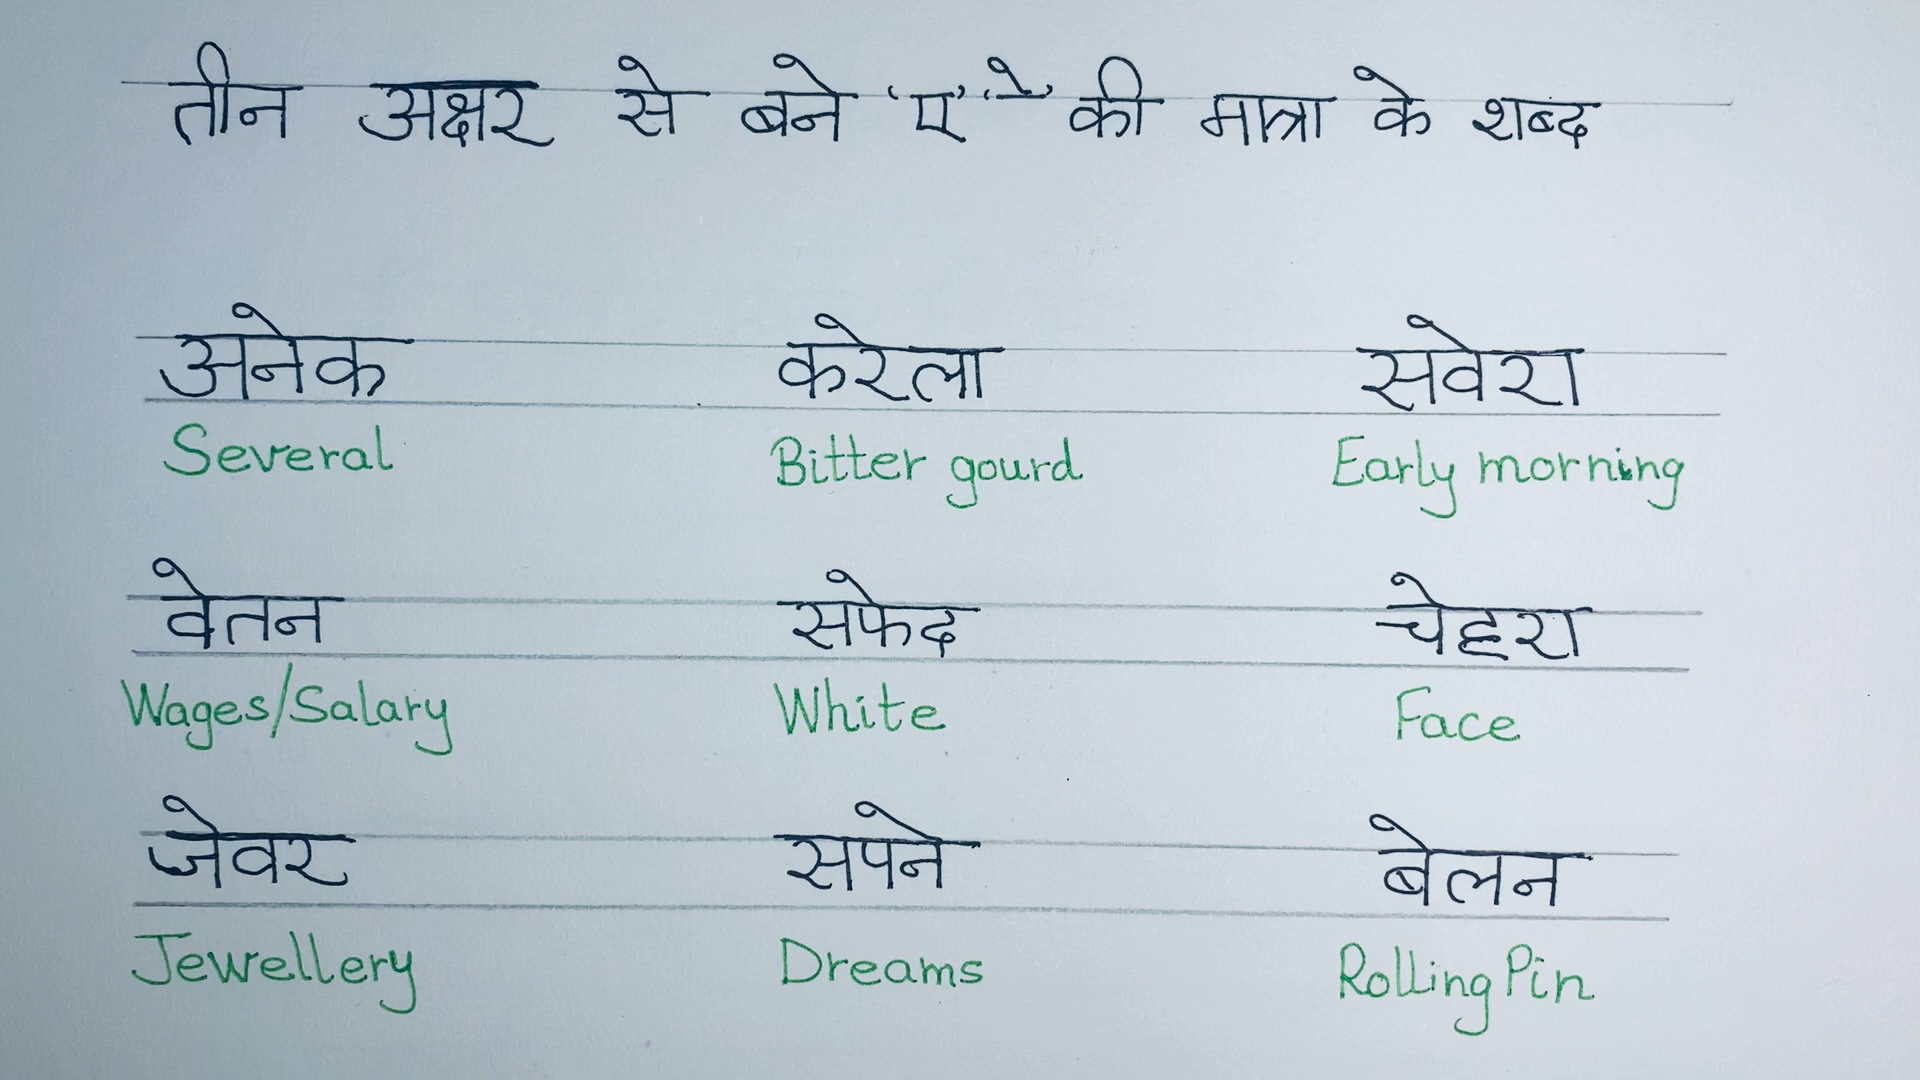 तीन अक्षर से बने 'ए' 'े' की मात्रा के शब्द
अनेक करेला सवेरा
Several Bitter gourd Early morning
वेतन सफेद चेहरा
Wages/Salary White Face
जेवर सपने बेलन
Jewellery Dreams Rolling Pin